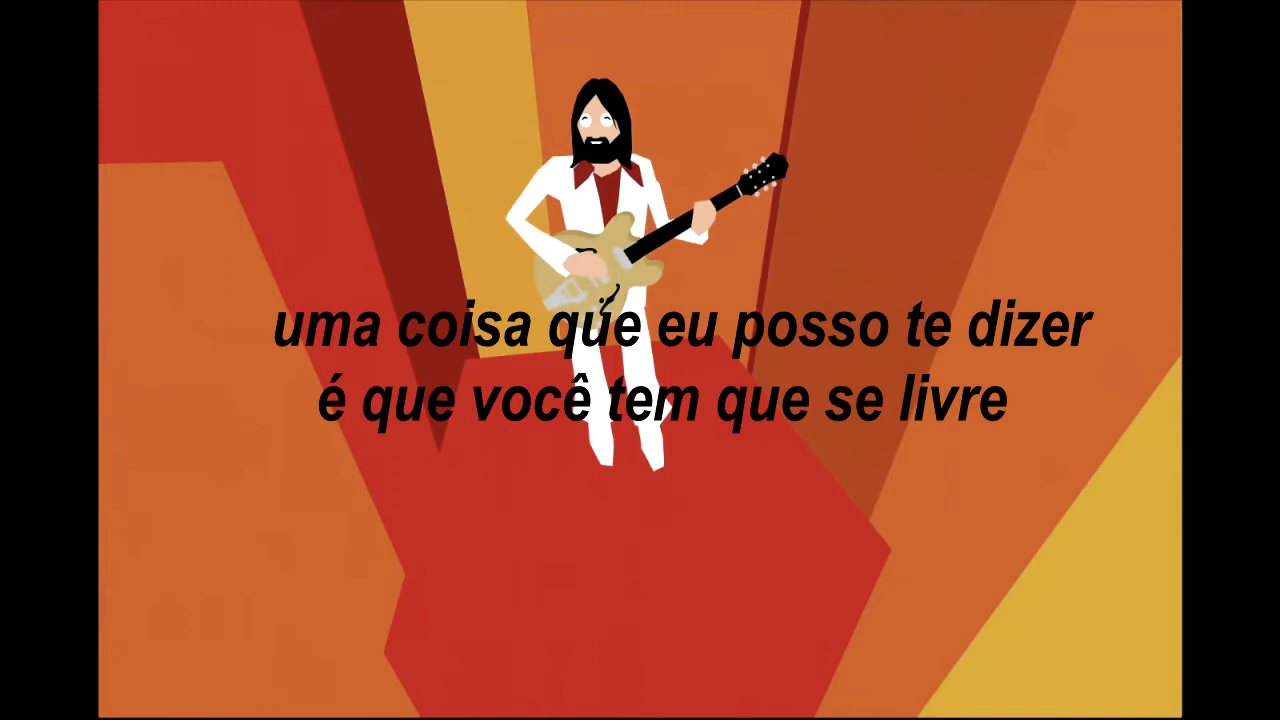 uma coisa que eu posso te dizer
é que você tem que se livre